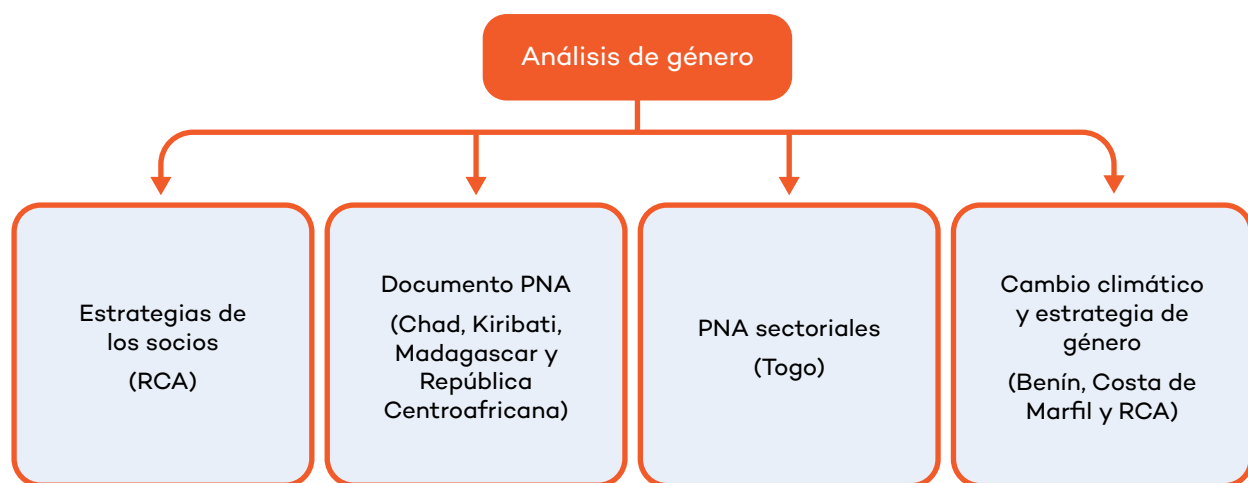 Análisis de género
Estrategias de
los socios
(RCA)
Documento PNA
(Chad, Kiribati,
Madagascar y
República
Centroafricana)
PNA sectoriales
(Togo)
Cambio climático
y estrategia de
género
(Benín, Costa de
Marfil y RCA)